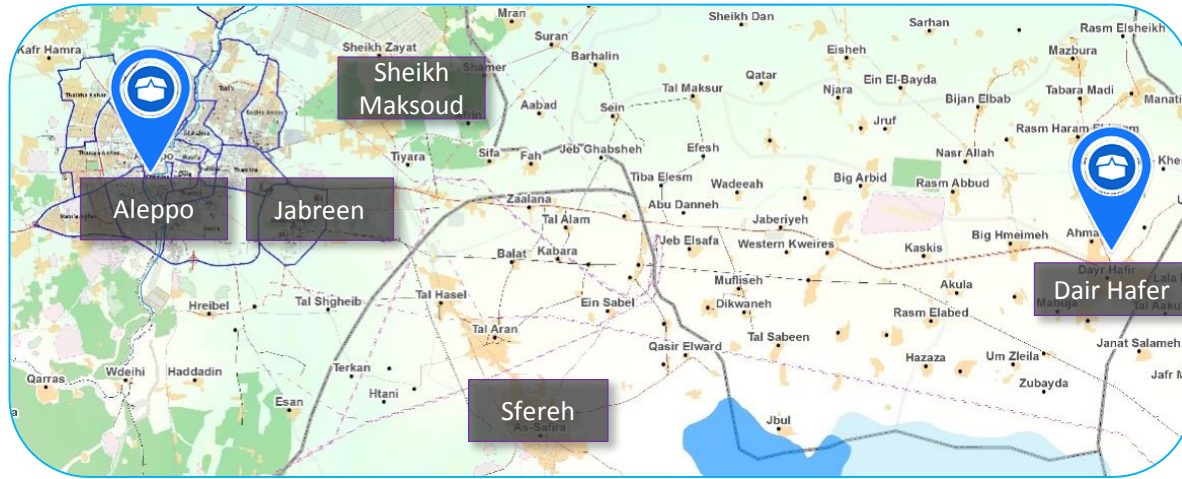 Mran
Sheikh Dan
Sarhan
Rasm Elsheikh
Kafr Hamra
Sheikh Zayat
Suran
Barhalin
Eisheh
Mazbura
Sheikh
Maksoud
Shamer
Qatar
Ein El-Bayda
Tal Maksur
Njara
Tabara Madi
Aabad
Sein
Bijan Elbab
Manati
Jruf
Sifa
Fah
Jeb Ghabsheh
Efesh
Nasr Allah
Tiyara
Tiba Elesm
Wadeeah
Big Arbid
Rasm Abbud
Aleppo
Jabreen
Zaalana
Abu Danneh
Tal Alam
Jaberiyeh
Balat
Kabara
Jeb Elsafa
Western Kweires
Kaskis
Big Hmeimeh
Dayr Hafir
Dair Hafer
Hreibel
Tal Shgheib
Tal Hasel
Ein Sabel
Mufliseh
Dikwaneh
Akula
Rasm Elabed
Tal Aran
Tal Sabeen
Qasir Elward
Hazaza
Um Zleila
Janat Salameh
Qarras
Wdeihi
Haddadin
Terkan
Htani
Zubayda
Esan
Sfereh
As-Safira
Jbul